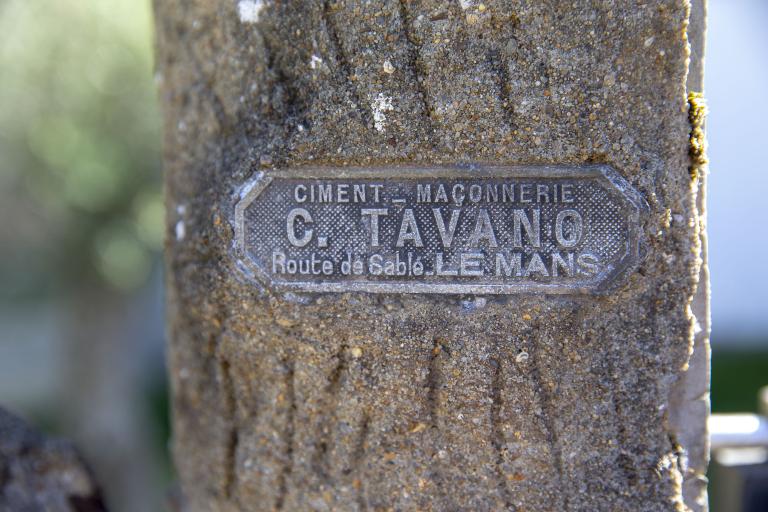 CIMENT _ MAÇONNERIE
C. TAVANO
Route de Sablé. LE MANS